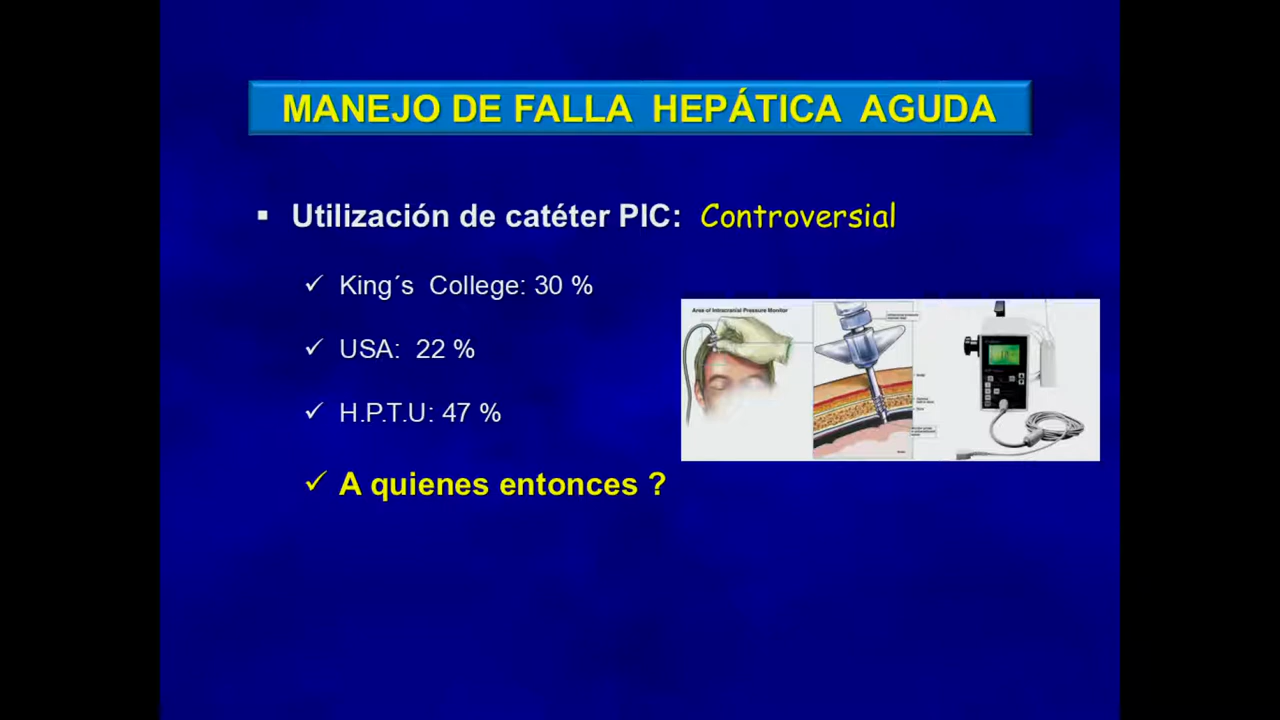 MANEJO DE FALLA HEPÁTICA AGUDA
▪ Utilización de catéter PIC: Controversial
✓ King´s College: 30 %
✓ USA: 22 %
✓ H.P.T.U: 47 %
✓ A quienes entonces ?
Area of Intracranial Pressure Monitor